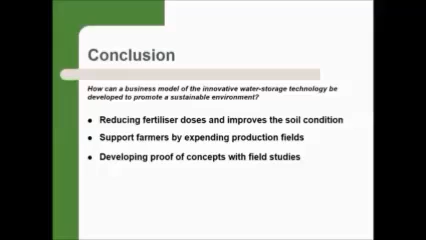 Conclusion
How can a business model of the innovative water-storage technology be
developed to promote a sustainable environment?
Reducing fertiliser doses and improves the soil condition
Support farmers by expending production fields
Developing proof of concepts with field studies